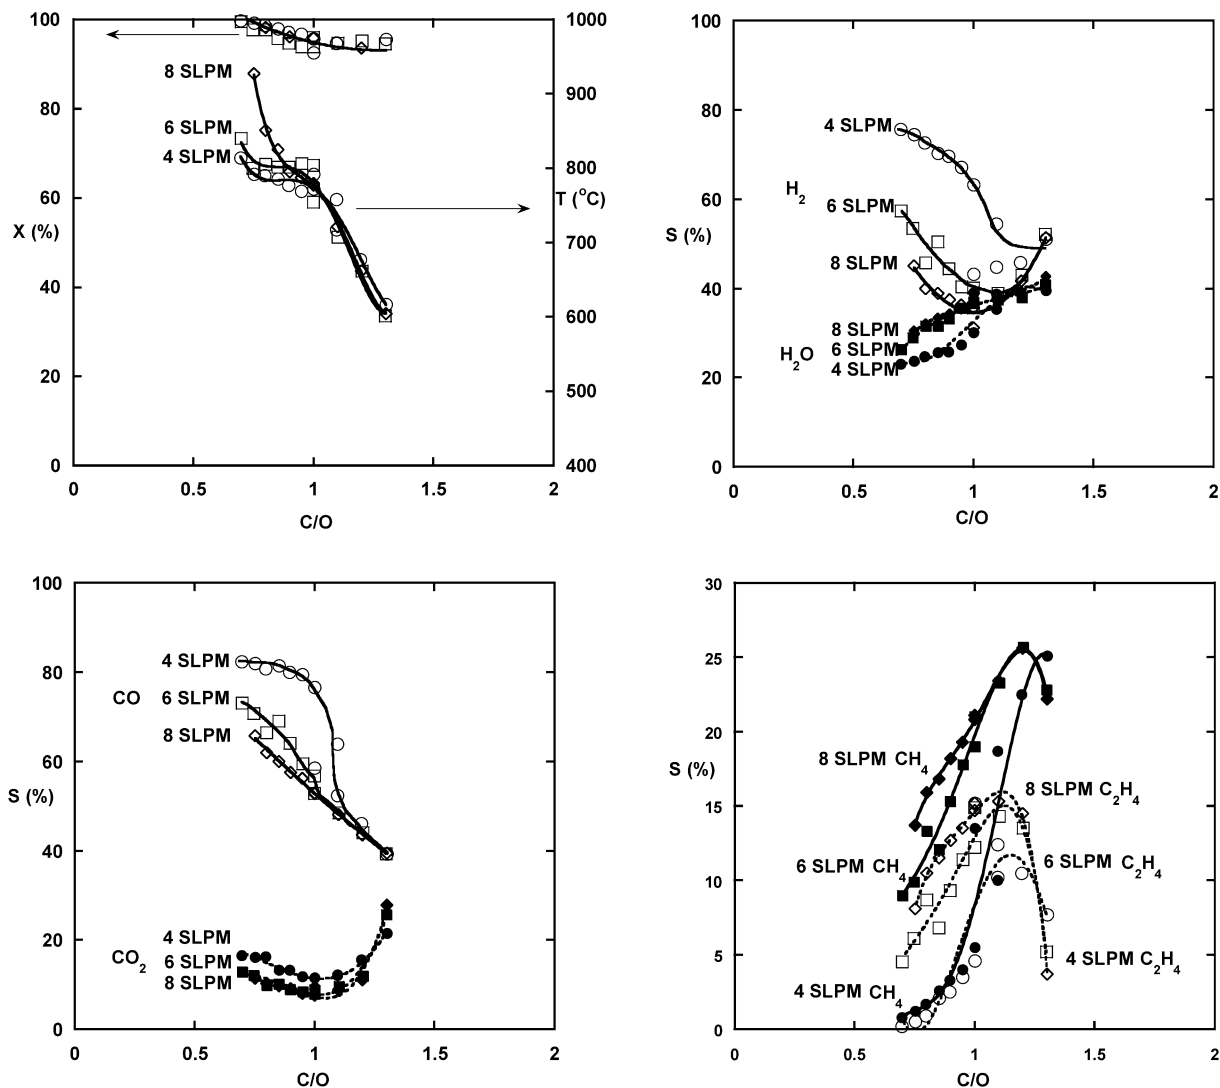 100
80
60
40
20
0
X (%)
8 SLPM
6 SLPM
4 SLPM
1000
900
800
T (°C)
700
600
500
400
0
0.5
1
1.5
2
C/O
100
80
60
40
20
0
S (%)
4 SLPM
H2
6 SLPM
8 SLPM
8 SLPM
H2O
6 SLPM
4 SLPM
0
0.5
1
1.5
2
C/O
100
80
60
40
20
0
S (%)
4 SLPM
CO
6 SLPM
8 SLPM
4 SLPM
CO2
6 SLPM
8 SLPM
0
0.5
1
1.5
2
C/O
30
25
20
15
10
5
0
S (%)
8 SLPM CH4
8 SLPM C2H4
6 SLPM CH4
6 SLPM C2H4
4 SLPM C2H4
4 SLPM CH4
0
0.5
1
1.5
2
C/O